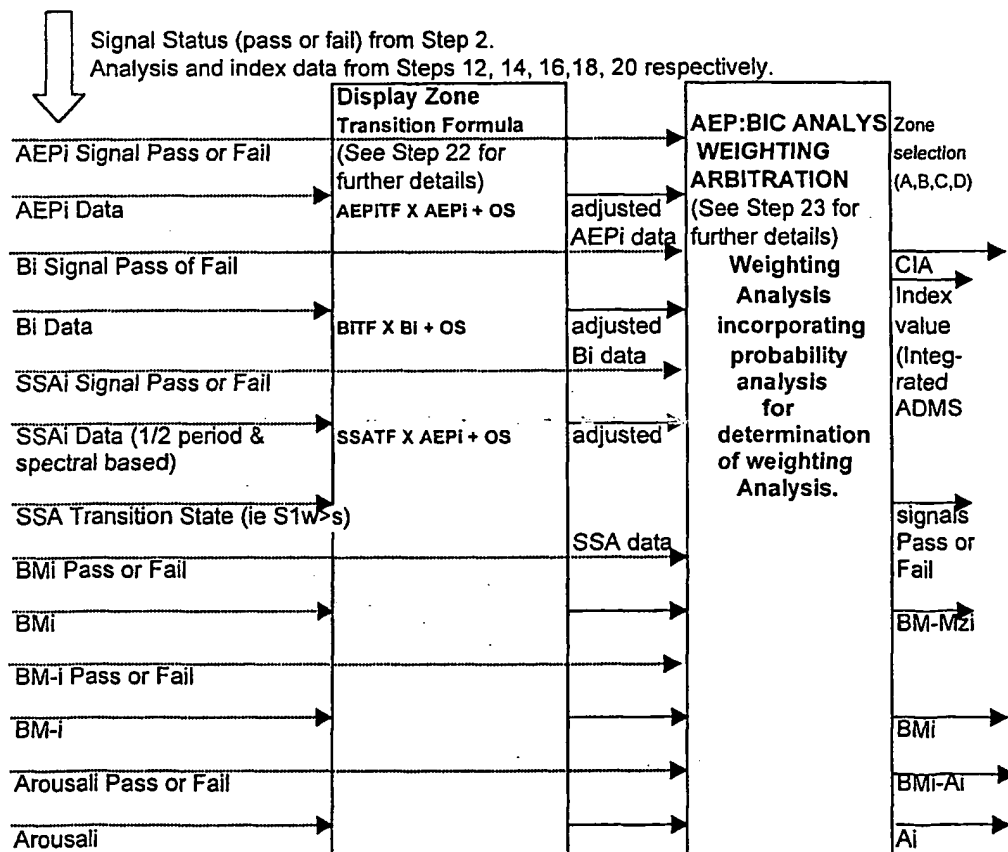 Signal Status (pass or fail) from Step 2.
Analysis and index data from Steps 12, 14, 16,18, 20 respectively.
Display Zone
Transition Formula
(See Step 22 for
further details)
AEPiTF X AEPi + OS
BiTF X Bi + OS
SSATF X AEPi + OS
AEPi Signal Pass or Fail
AEPi Data
Bi Signal Pass of Fail
Bi Data
SSAi Signal Pass or Fail
SSAi Data (1/2 period &
spectral based)
SSA Transition State (ie S1w>s)
BMi Pass or Fail
BMi
BM-i Pass or Fail
BM-i
Arousali Pass or Fail
Arousali
adjusted
AEPi data
adjusted
Bi data
adjusted
SSA data
AEP:BIC ANALYS
WEIGHTING
ARBITRATION
(See Step 23 for
further details)
Weighting
Analysis
incorporating
probability
analysis
for
determination
of weighting
Analysis.
Zone
selection
(A,B,C,D)
CIA
Index
value
(Integ-
rated
ADMS
signals
Pass or
Fail
BM-Mzi
BMi
BMi-Ai
Ai